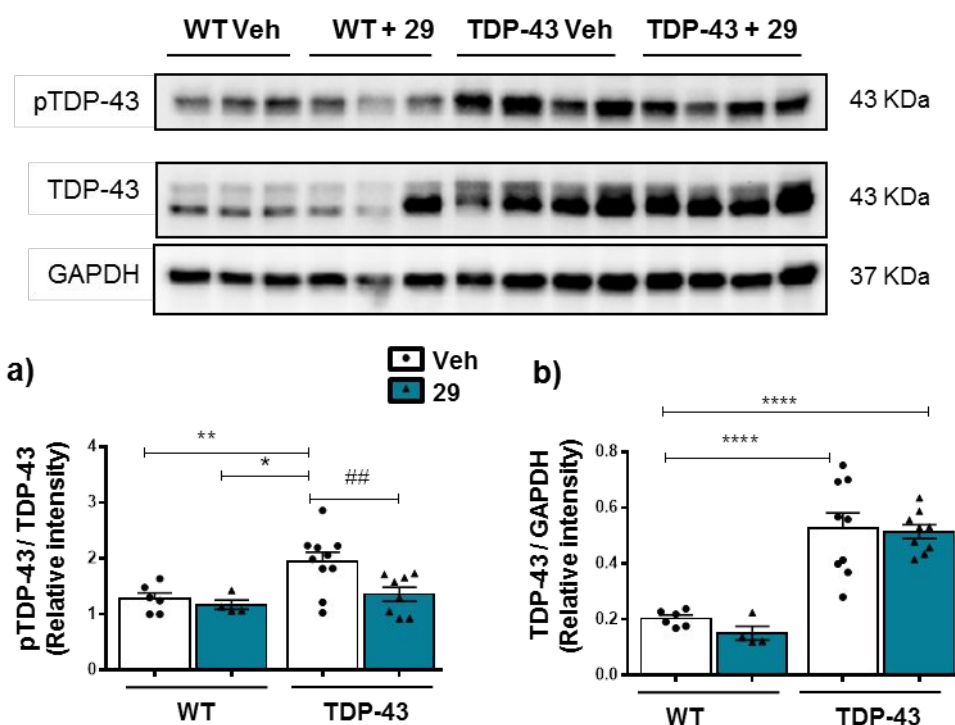 WT Veh WT + 29 TDP-43 Veh TDP-43 + 29
pTDP-43 43 KDa
TDP-43 43 KDa
GAPDH 37 KDa
a) Veh b)
29
pTDP-43 / TDP-43
(Relative intensity)
4
3
2
1
0
** * ##
WT TDP-43
TDP-43 / GAPDH
(Relative intensity)
0.8
0.6
0.4
0.2
0.0
****
****
WT TDP-43